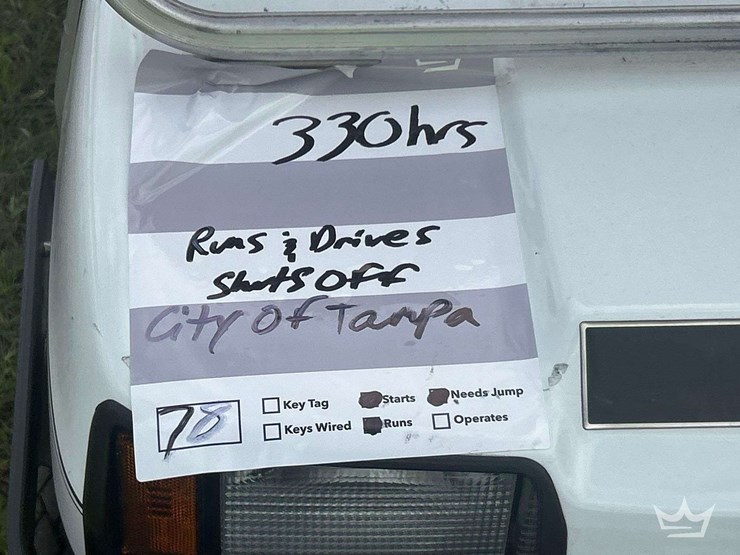 330hrs
Runs & Drives
Shuts Off
City Of Tampa
78
Key Tag
Starts
Needs Jump
Keys Wired
Runs
Operates